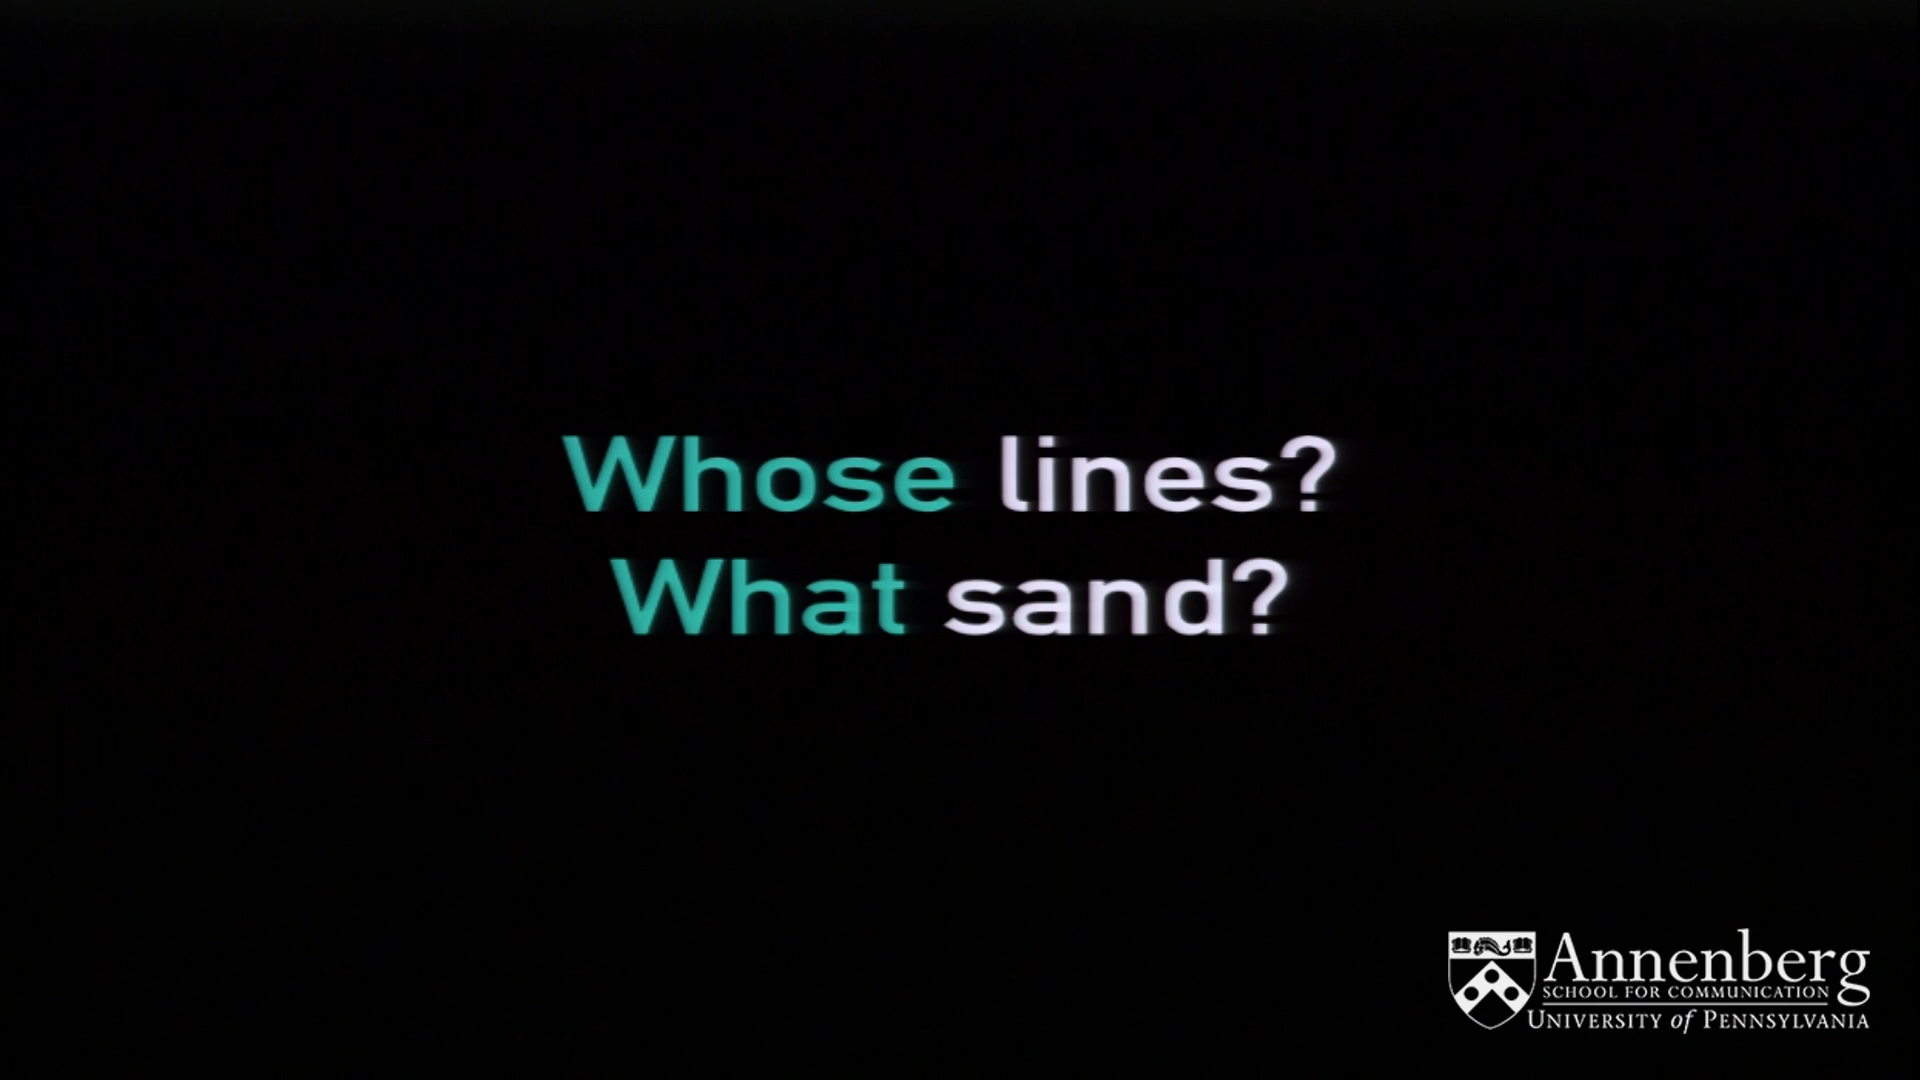 Whose lines?
What sand?
Annenberg
SCHOOL FOR COMMUNICATION
UNIVERSITY of PENNSYLVANIA